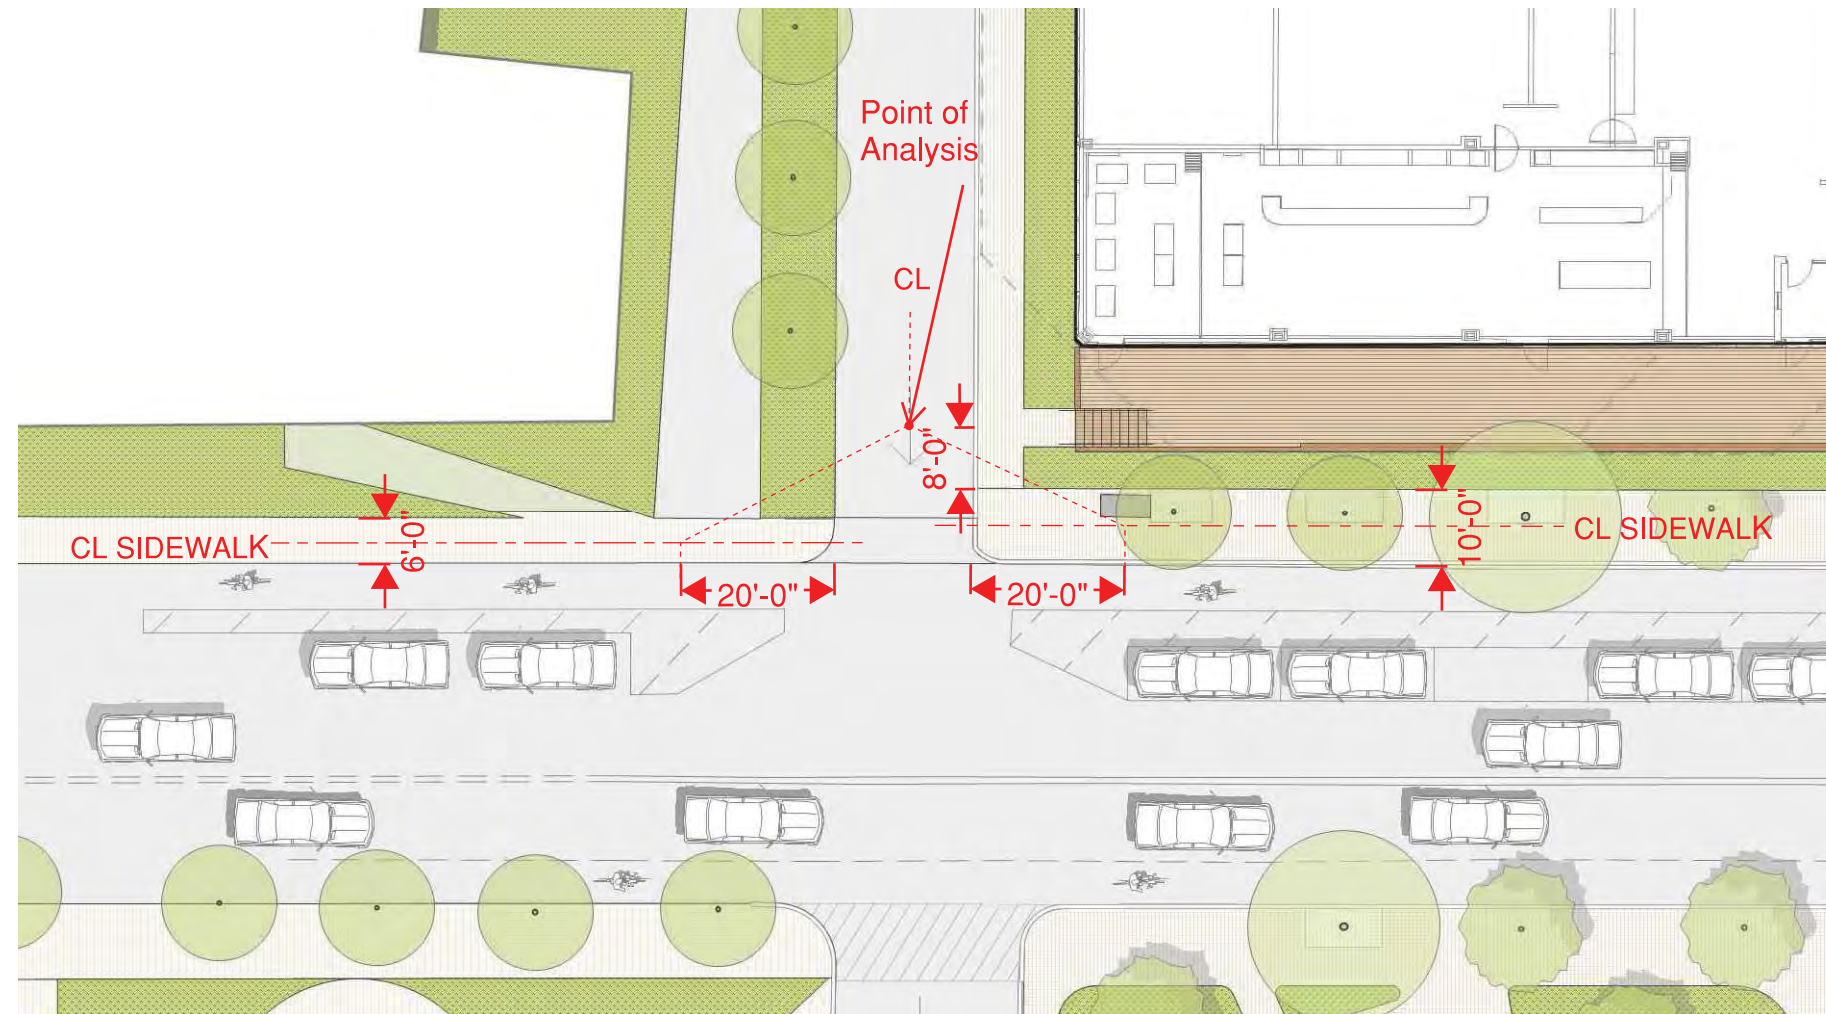 Point of
Analysis
CL
8'-0"
6'-0"
CL SIDEWALK
10'-0"
CL SIDEWALK
20'-0"
20'-0"